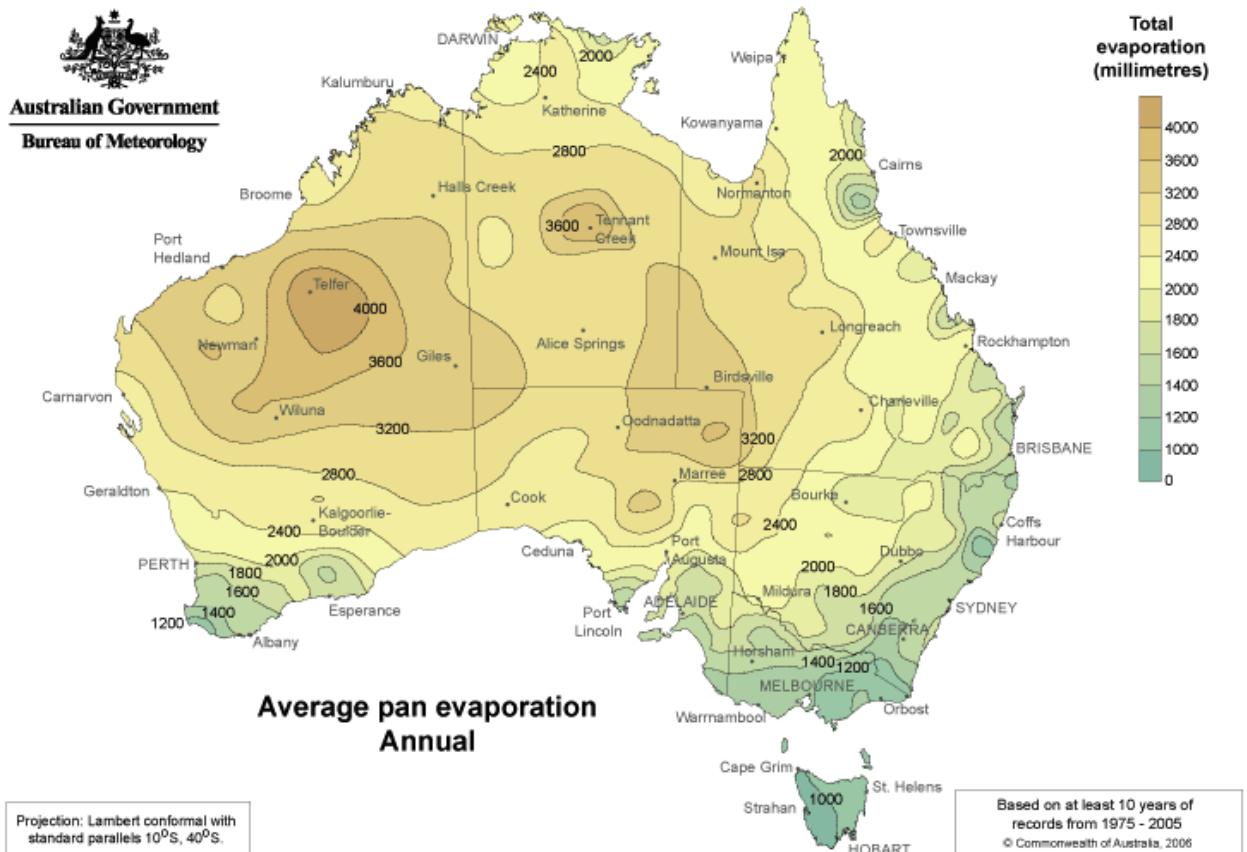 Australian Government
Bureau of Meteorology
Total
evaporation
(millimetres)
4000
3600
3200
2800
2400
2000
1800
1600
1400
1200
1000
0
DARWIN
2000
2400
Weipa
Kalumburu
Katherine
Kowanyama
2800
2000
Cairns
Halls Creek
Normanton
Broome
3600
Tennant
Creek
Townsville
Port
Hedland
Mount Isa
Mackay
Telfer
4000
Longreach
Newman
Alice Springs
Rockhampton
3600
Giles
Birdsville
Carnarvon
Charleville
Wiluna
Oodnadatta
3200
3200
BRISBANE
2800
Marree
2800
Geraldton
Cook
Bourke
Kalgoorlie-
Boulder
2400
2400
Coffs
Harbour
Ceduna
Port
Augusta
Dubbo
PERTH
2000
1800
2000
1600
Mildura
1800
1400
Esperance
Port
Lincoln
ADELAIDE
1600
SYDNEY
1200
CANBERRA
Albany
Horsham
1400
1200
MELBOURNE
Warrnambool
Orbost
Average pan evaporation
Annual
Cape Grim
St. Helens
Strahan
1000
HOBART
Projection: Lambert conformal with
standard parallels 10ºS, 40ºS.
Based on at least 10 years of
records from 1975 - 2005
© Commonwealth of Australia, 2006